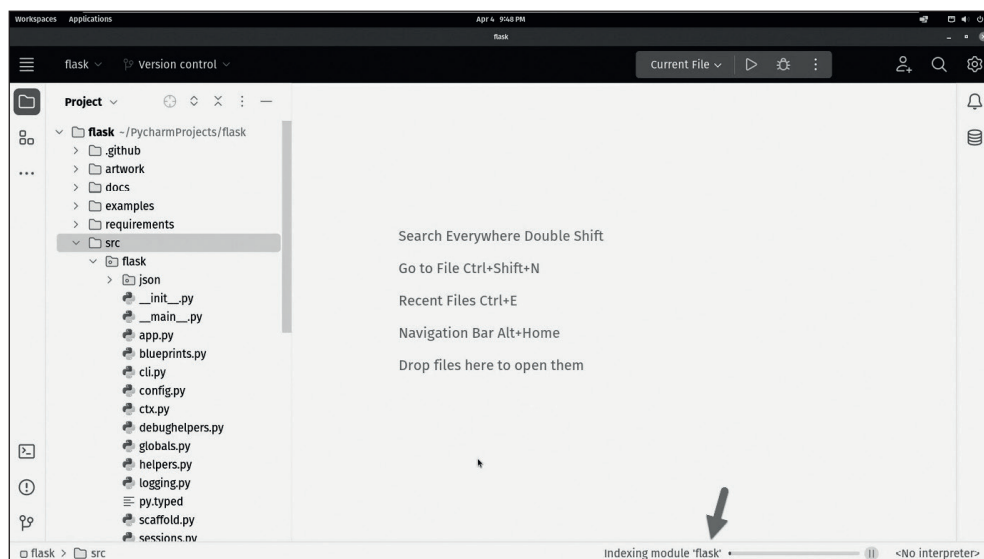 Workspaces Applications Apr 4 9:48 PM
flask
flask Version control Current File
Project
flask ~/PycharmProjects/flask
.github
artwork
docs
examples
requirements
src
flask
json
__init__.py
__main__.py
app.py
blueprints.py
cli.py
config.py
ctx.py
debughelpers.py
globals.py
helpers.py
logging.py
py.typed
scaffold.py
sessions.py
Search Everywhere Double Shift
Go to File Ctrl+Shift+N
Recent Files Ctrl+E
Navigation Bar Alt+Home
Drop files here to open them
flask > src Indexing module 'flask' <No interpreter>